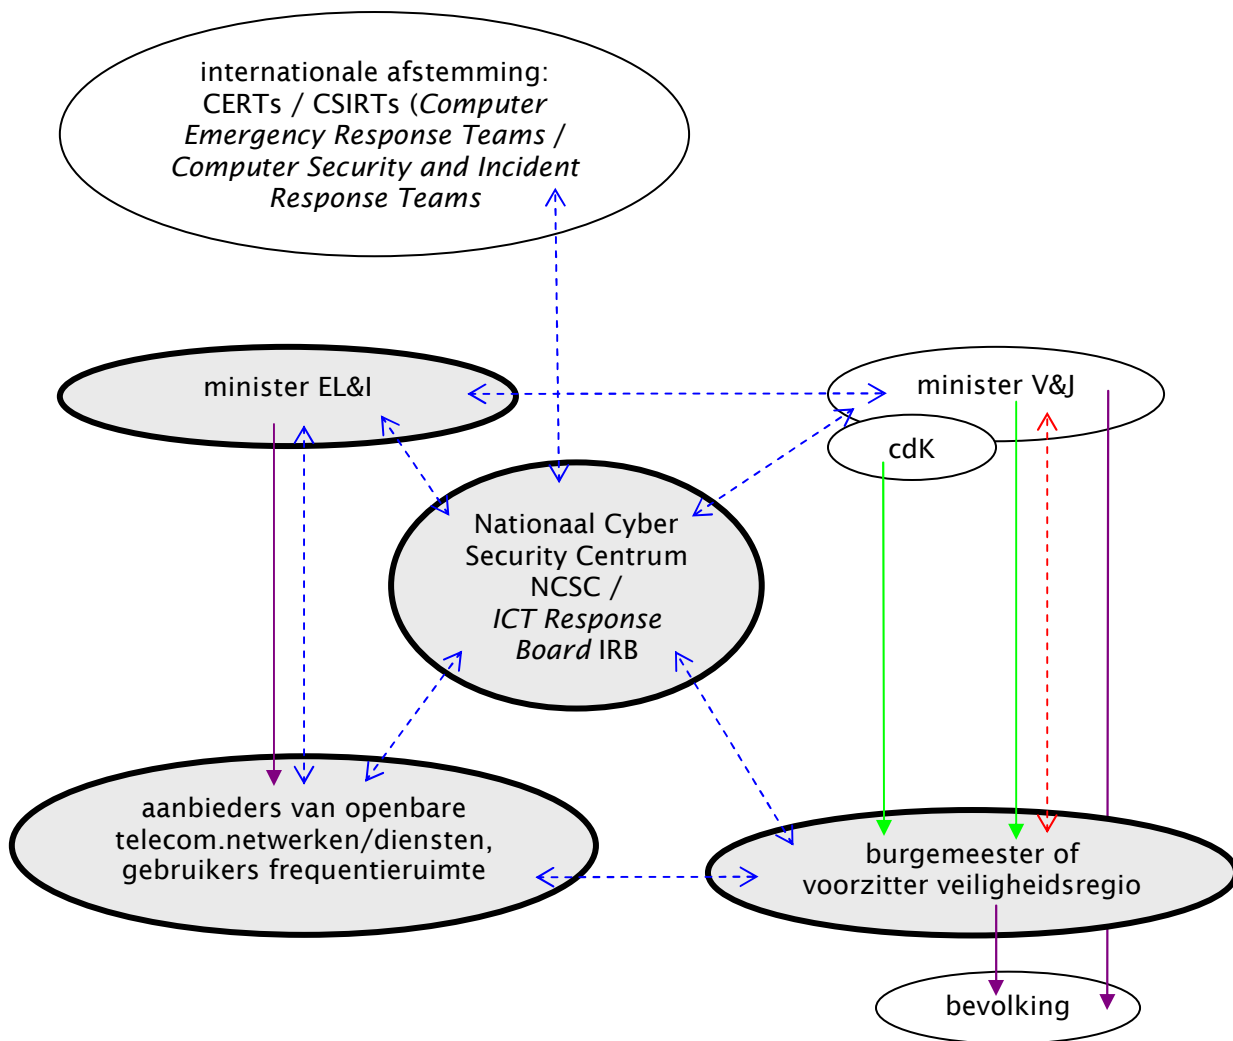 internationale afstemming:
CERTs / CSIRTs (Computer
Emergency Response Teams /
Computer Security and Incident
Response Teams
minister EL&I
minister V&J
cdK
Nationaal Cyber
Security Centrum
NCSC /
ICT Response
Board IRB
aanbieders van openbare
telecom.netwerken/diensten,
gebruikers frequentieruimte
burgemeester of
voorzitter veiligheidsregio
bevolking